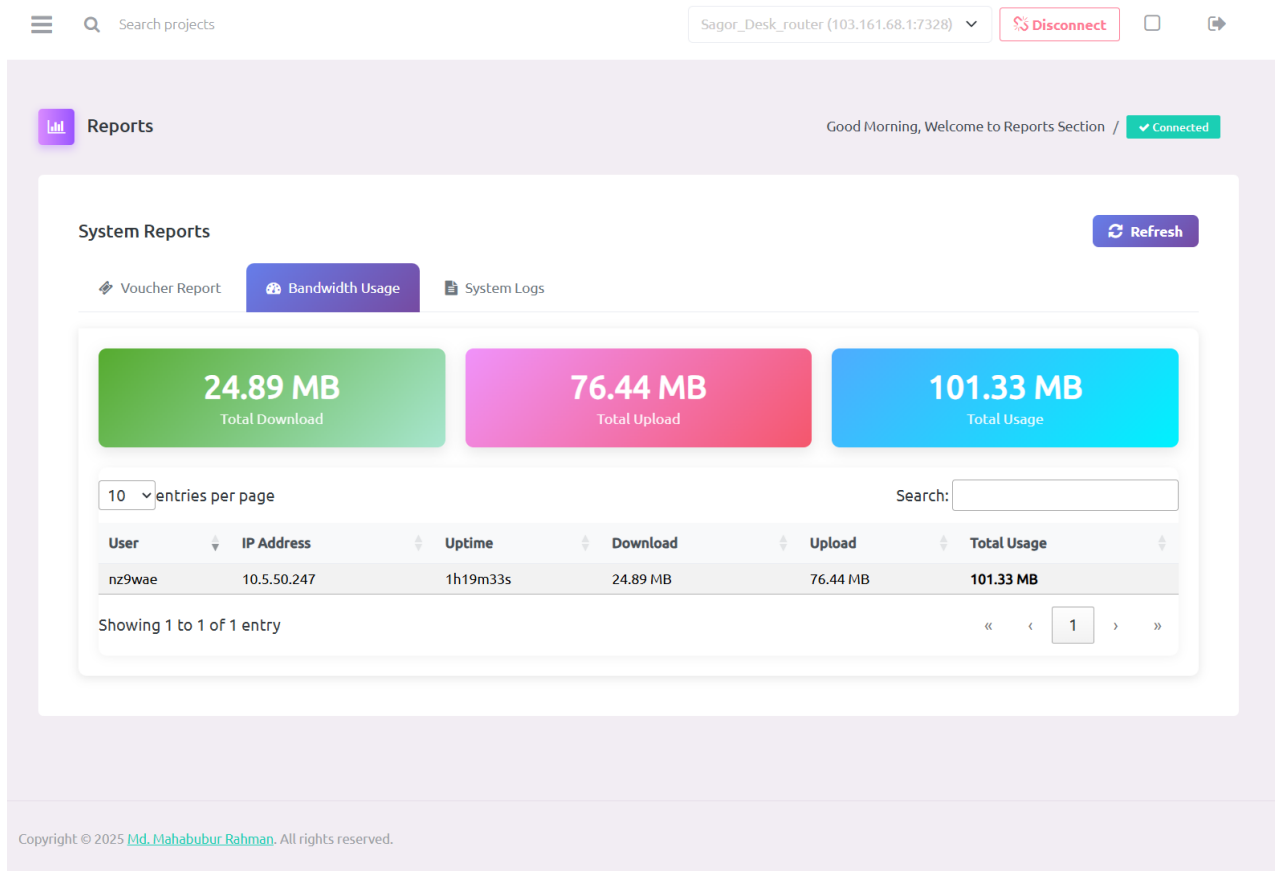 Search projects
Sagor_Desk_router (103.161.68.1:7328)
Disconnect
Reports
Good Morning, Welcome to Reports Section / Connected
System Reports
Refresh
Voucher Report
Bandwidth Usage
System Logs
24.89 MB
Total Download
76.44 MB
Total Upload
101.33 MB
Total Usage
10 entries per page
Search:
User IP Address Uptime Download Upload Total Usage
nz9wae 10.5.50.247 1h19m33s 24.89 MB 76.44 MB 101.33 MB
Showing 1 to 1 of 1 entry
« ‹ 1 › »
Copyright © 2025 Md. Mahabubur Rahman. All rights reserved.